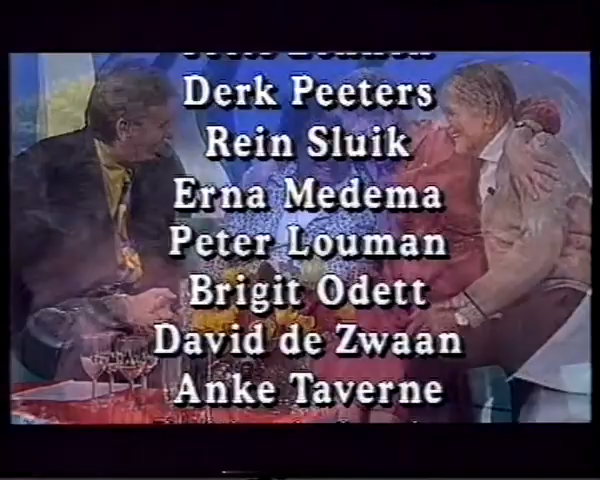 Derk Peeters
Rein Sluik
Erna Medema
Peter Louman
Brigit Odett
David de Zwaan
Anke Taverne